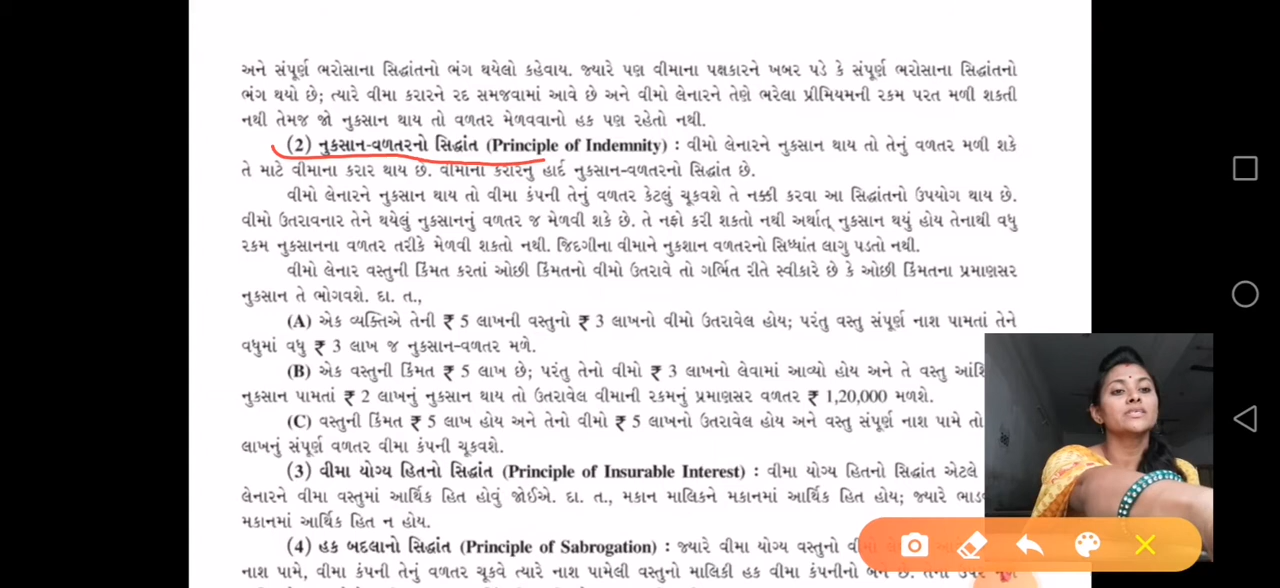 અને સંપૂર્ણ ભરોસાના સિદ્ધાંતનો ભંગ થયેલો કહેવાય. જ્યારે પણ વીમાના પક્ષકારને ખબર પડે કે સંપૂર્ણ ભરોસાના સિદ્ધાંતનો
ભંગ થયો છે; ત્યારે વીમા કરારને રદ સમજવામાં આવે છે અને વીમો લેનારને તેણે ભરેલા પ્રીમિયમની રકમ પરત મળી શકતી
નથી તેમજ જો નુકસાન થાય તો વળતર મેળવવાનો હક પણ રહેતો નથી.
(2) નુકસાન-વળતરનો સિદ્ધાંત (Principle of Indemnity) : વીમો લેનારને નુકસાન થાય તો તેનું વળતર મળી શકે
તે માટે વીમાના કરાર થાય છે. વીમાના કરારનું હાર્દ નુકસાન-વળતરનો સિદ્ધાંત છે.
વીમો લેનારને નુકસાન થાય તો વીમા કંપની તેનું વળતર કેટલું ચૂકવશે તે નક્કી કરવા આ સિદ્ધાંતનો ઉપયોગ થાય છે.
વીમો ઉતરાવનાર તેને થયેલું નુકસાનનું વળતર જ મેળવી શકે છે. તે નફો કરી શકતો નથી અર્થાત્ નુકસાન થયું હોય તેનાથી વધુ
રકમ નુકસાનના વળતર તરીકે મેળવી શકતો નથી. જિંદગીના વીમાને નુકશાન વળતરનો સિધ્ધાંત લાગુ પડતો નથી.
વીમો લેનાર વસ્તુની કિંમત કરતાં ઓછી કિંમતનો વીમો ઉતરાવે તો ગર્ભિત રીતે સ્વીકારે છે કે ઓછી કિંમતના પ્રમાણસર
નુકસાન તે ભોગવશે. દા. ત.,
(A) એક વ્યક્તિએ તેની ₹ 5 લાખની વસ્તુનો ₹ 3 લાખનો વીમો ઉતરાવેલ હોય; પરંતુ વસ્તુ સંપૂર્ણ નાશ પામતાં તેને
વધુમાં વધુ ₹ 3 લાખ જ નુકસાન-વળતર મળે.
(B) એક વસ્તુની કિંમત ₹ 5 લાખ છે; પરંતુ તેનો વીમો ₹ 3 લાખનો લેવામાં આવ્યો હોય અને તે વસ્તુ
નુકસાન પામતાં ₹ 2 લાખનું નુકસાન થાય તો ઉતરાવેલ વીમાની રકમનું પ્રમાણસર વળતર ₹ 1,20,000 મળશે.
(C) વસ્તુની કિંમત ₹ 5 લાખ હોય અને તેનો વીમો ₹ 5 લાખનો ઉતરાવેલ હોય અને વસ્તુ સંપૂર્ણ નાશ પામે તો
લાખનું સંપૂર્ણ વળતર વીમા કંપની ચૂકવશે.
(3) વીમા યોગ્ય હિતનો સિદ્ધાંત (Principle of Insurable Interest) : વીમા યોગ્ય હિતનો સિદ્ધાંત એટલે
લેનારને વીમા વસ્તુમાં આર્થિક હિત હોવું જોઈએ. દા. ત., મકાન માલિકને મકાનમાં આર્થિક હિત હોય; જ્યારે
મકાનમાં આર્થિક હિત ન હોય.
(4) હક બદલાનો સિદ્ધાંત (Principle of Sabrogation) : જ્યારે વીમા યોગ્ય વસ્તુનો
નાશ પામે, વીમા કંપની તેનું વળતર ચૂકવે ત્યારે નાશ પામેલી વસ્તુનો માલિકી હક વીમા કંપનીનો